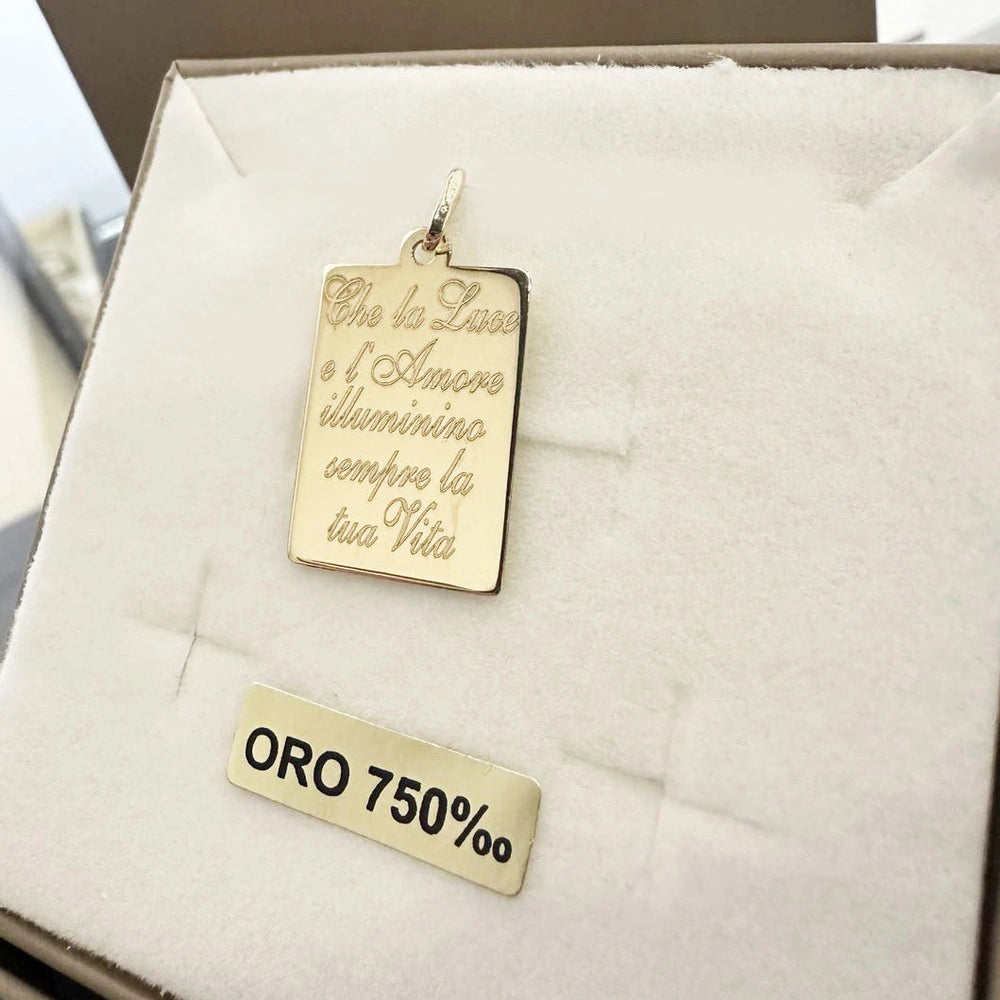 Che la Luce
e l'Amore
illuminino
sempre la
tua Vita
ORO 750‰